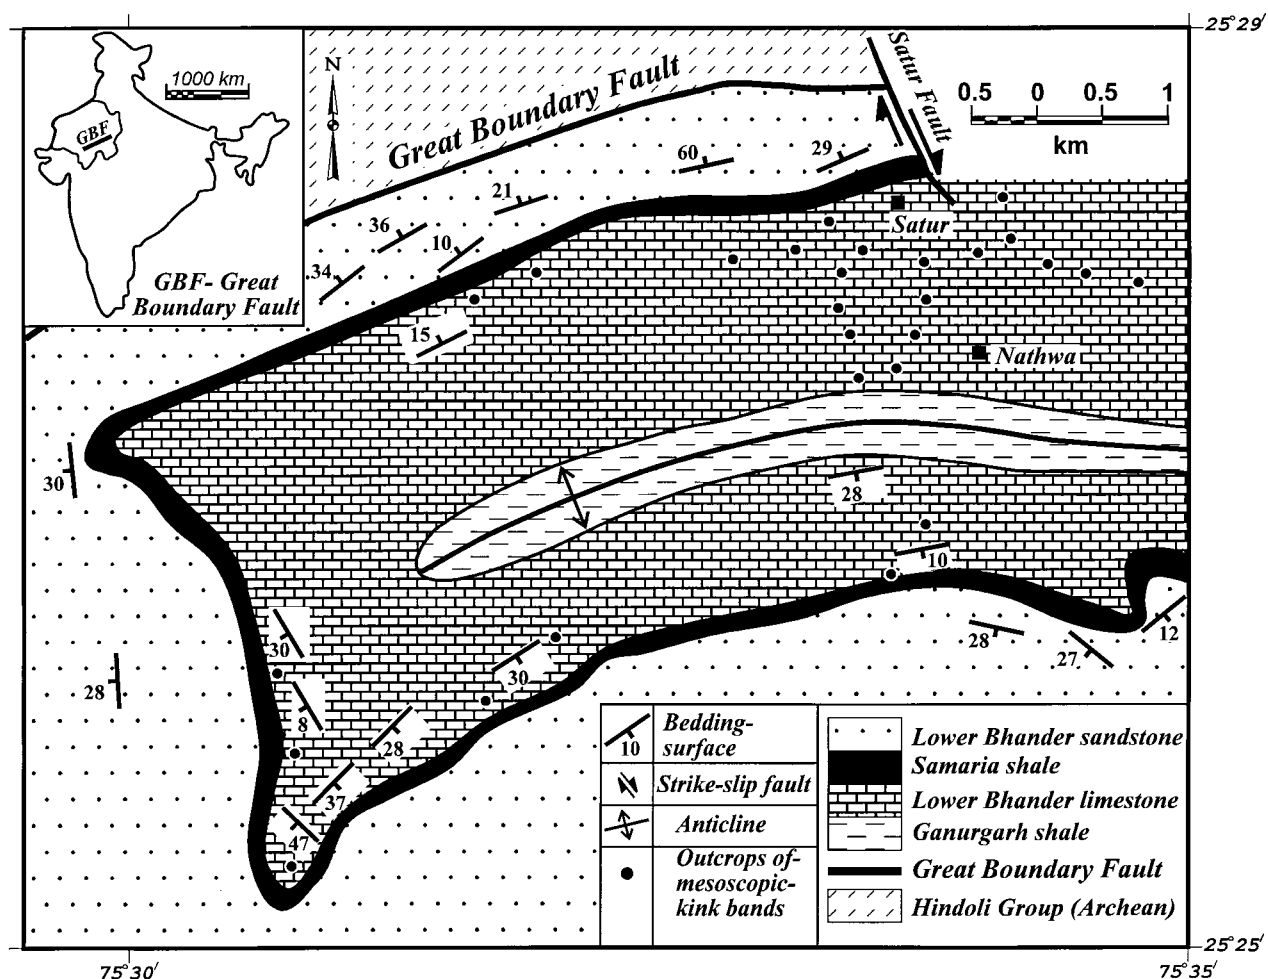 25°29′
1000 km
GBF
GBF- Great
Boundary Fault
N
Great Boundary Fault
Satur Fault
0.5 0 0.5 1
km
60
29
21
36
10
34
Satur
15
Nathwa
30
28
10
30
28
12
28
27
30
8
30
28
37
47
10
Bedding-
surface
Strike-slip fault
Anticline
Outcrops of-
mesoscopic-
kink bands
Lower Bhander sandstone
Samaria shale
Lower Bhander limestone
Ganurgarh shale
Great Boundary Fault
Hindoli Group (Archean)
25°25′
75°30′
75°35′